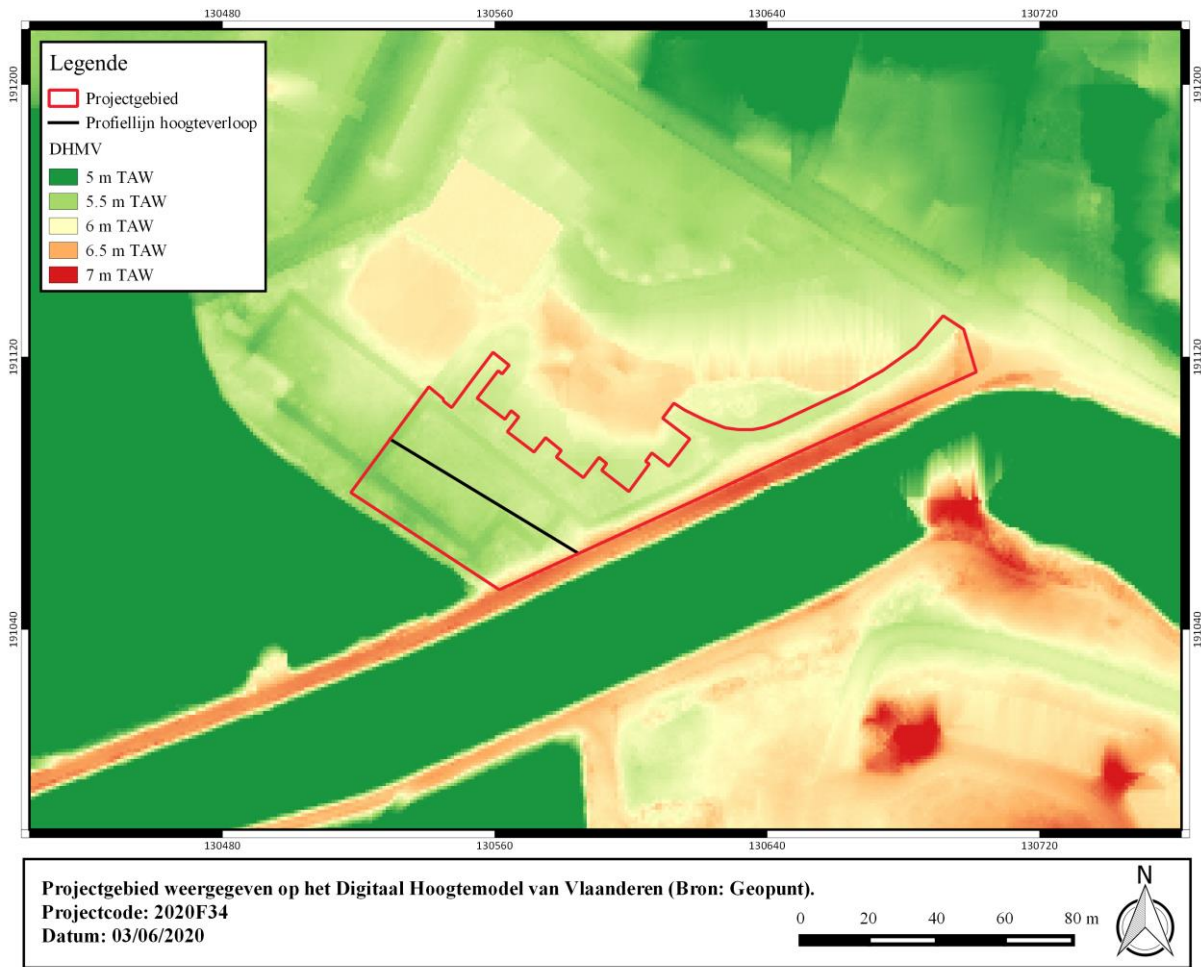 130480
130560
130640
130720
191200
191200
Legende
Projectgebied
Profiellijn hoogteverloop
DHMV
5 m TAW
5.5 m TAW
6 m TAW
6.5 m TAW
7 m TAW
191120
191120
191040
191040
130480
130560
130640
130720
Projectgebied weergegeven op het Digitaal Hoogtemodel van Vlaanderen (Bron: Geopunt).
Projectcode: 2020F34
Datum: 03/06/2020
0 20 40 60 80 m
N